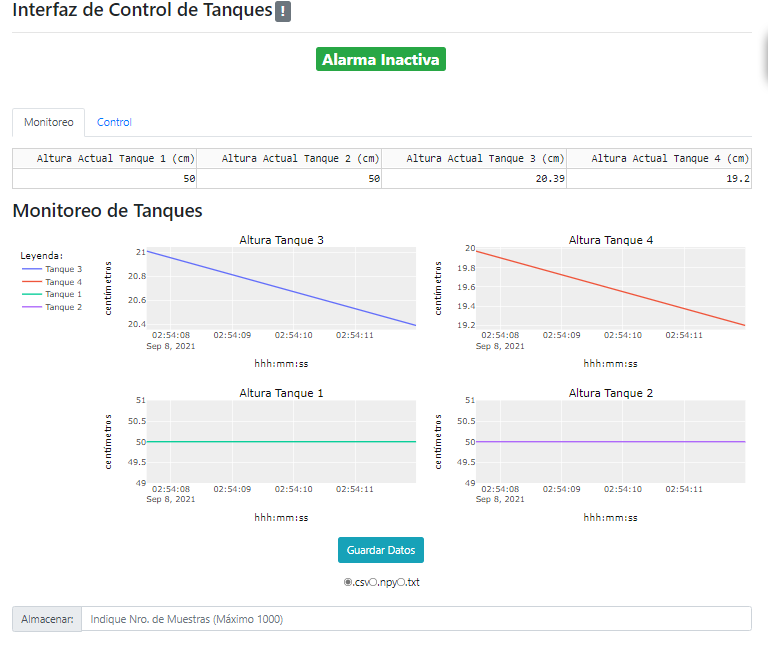 Interfaz de Control de Tanques !
Alarma Inactiva
Monitoreo Control
Altura Actual Tanque 1 (cm) Altura Actual Tanque 2 (cm) Altura Actual Tanque 3 (cm) Altura Actual Tanque 4 (cm)
50 50 20.39 19.2
Monitoreo de Tanques
Leyenda:
Tanque 3
Tanque 4
Tanque 1
Tanque 2
Altura Tanque 3
centímetros
21
20.8
20.6
20.4
02:54:08 02:54:09 02:54:10 02:54:11
Sep 8, 2021
hhh:mm:ss
Altura Tanque 4
centímetros
20
19.8
19.6
19.4
19.2
02:54:08 02:54:09 02:54:10 02:54:11
Sep 8, 2021
hhh:mm:ss
Altura Tanque 1
centímetros
51
50.5
50
49.5
49
02:54:08 02:54:09 02:54:10 02:54:11
Sep 8, 2021
hhh:mm:ss
Altura Tanque 2
centímetros
51
50.5
50
49.5
49
02:54:08 02:54:09 02:54:10 02:54:11
Sep 8, 2021
hhh:mm:ss
Guardar Datos
.csv .npy .txt
Almacenar: Indique Nro. de Muestras (Máximo 1000)